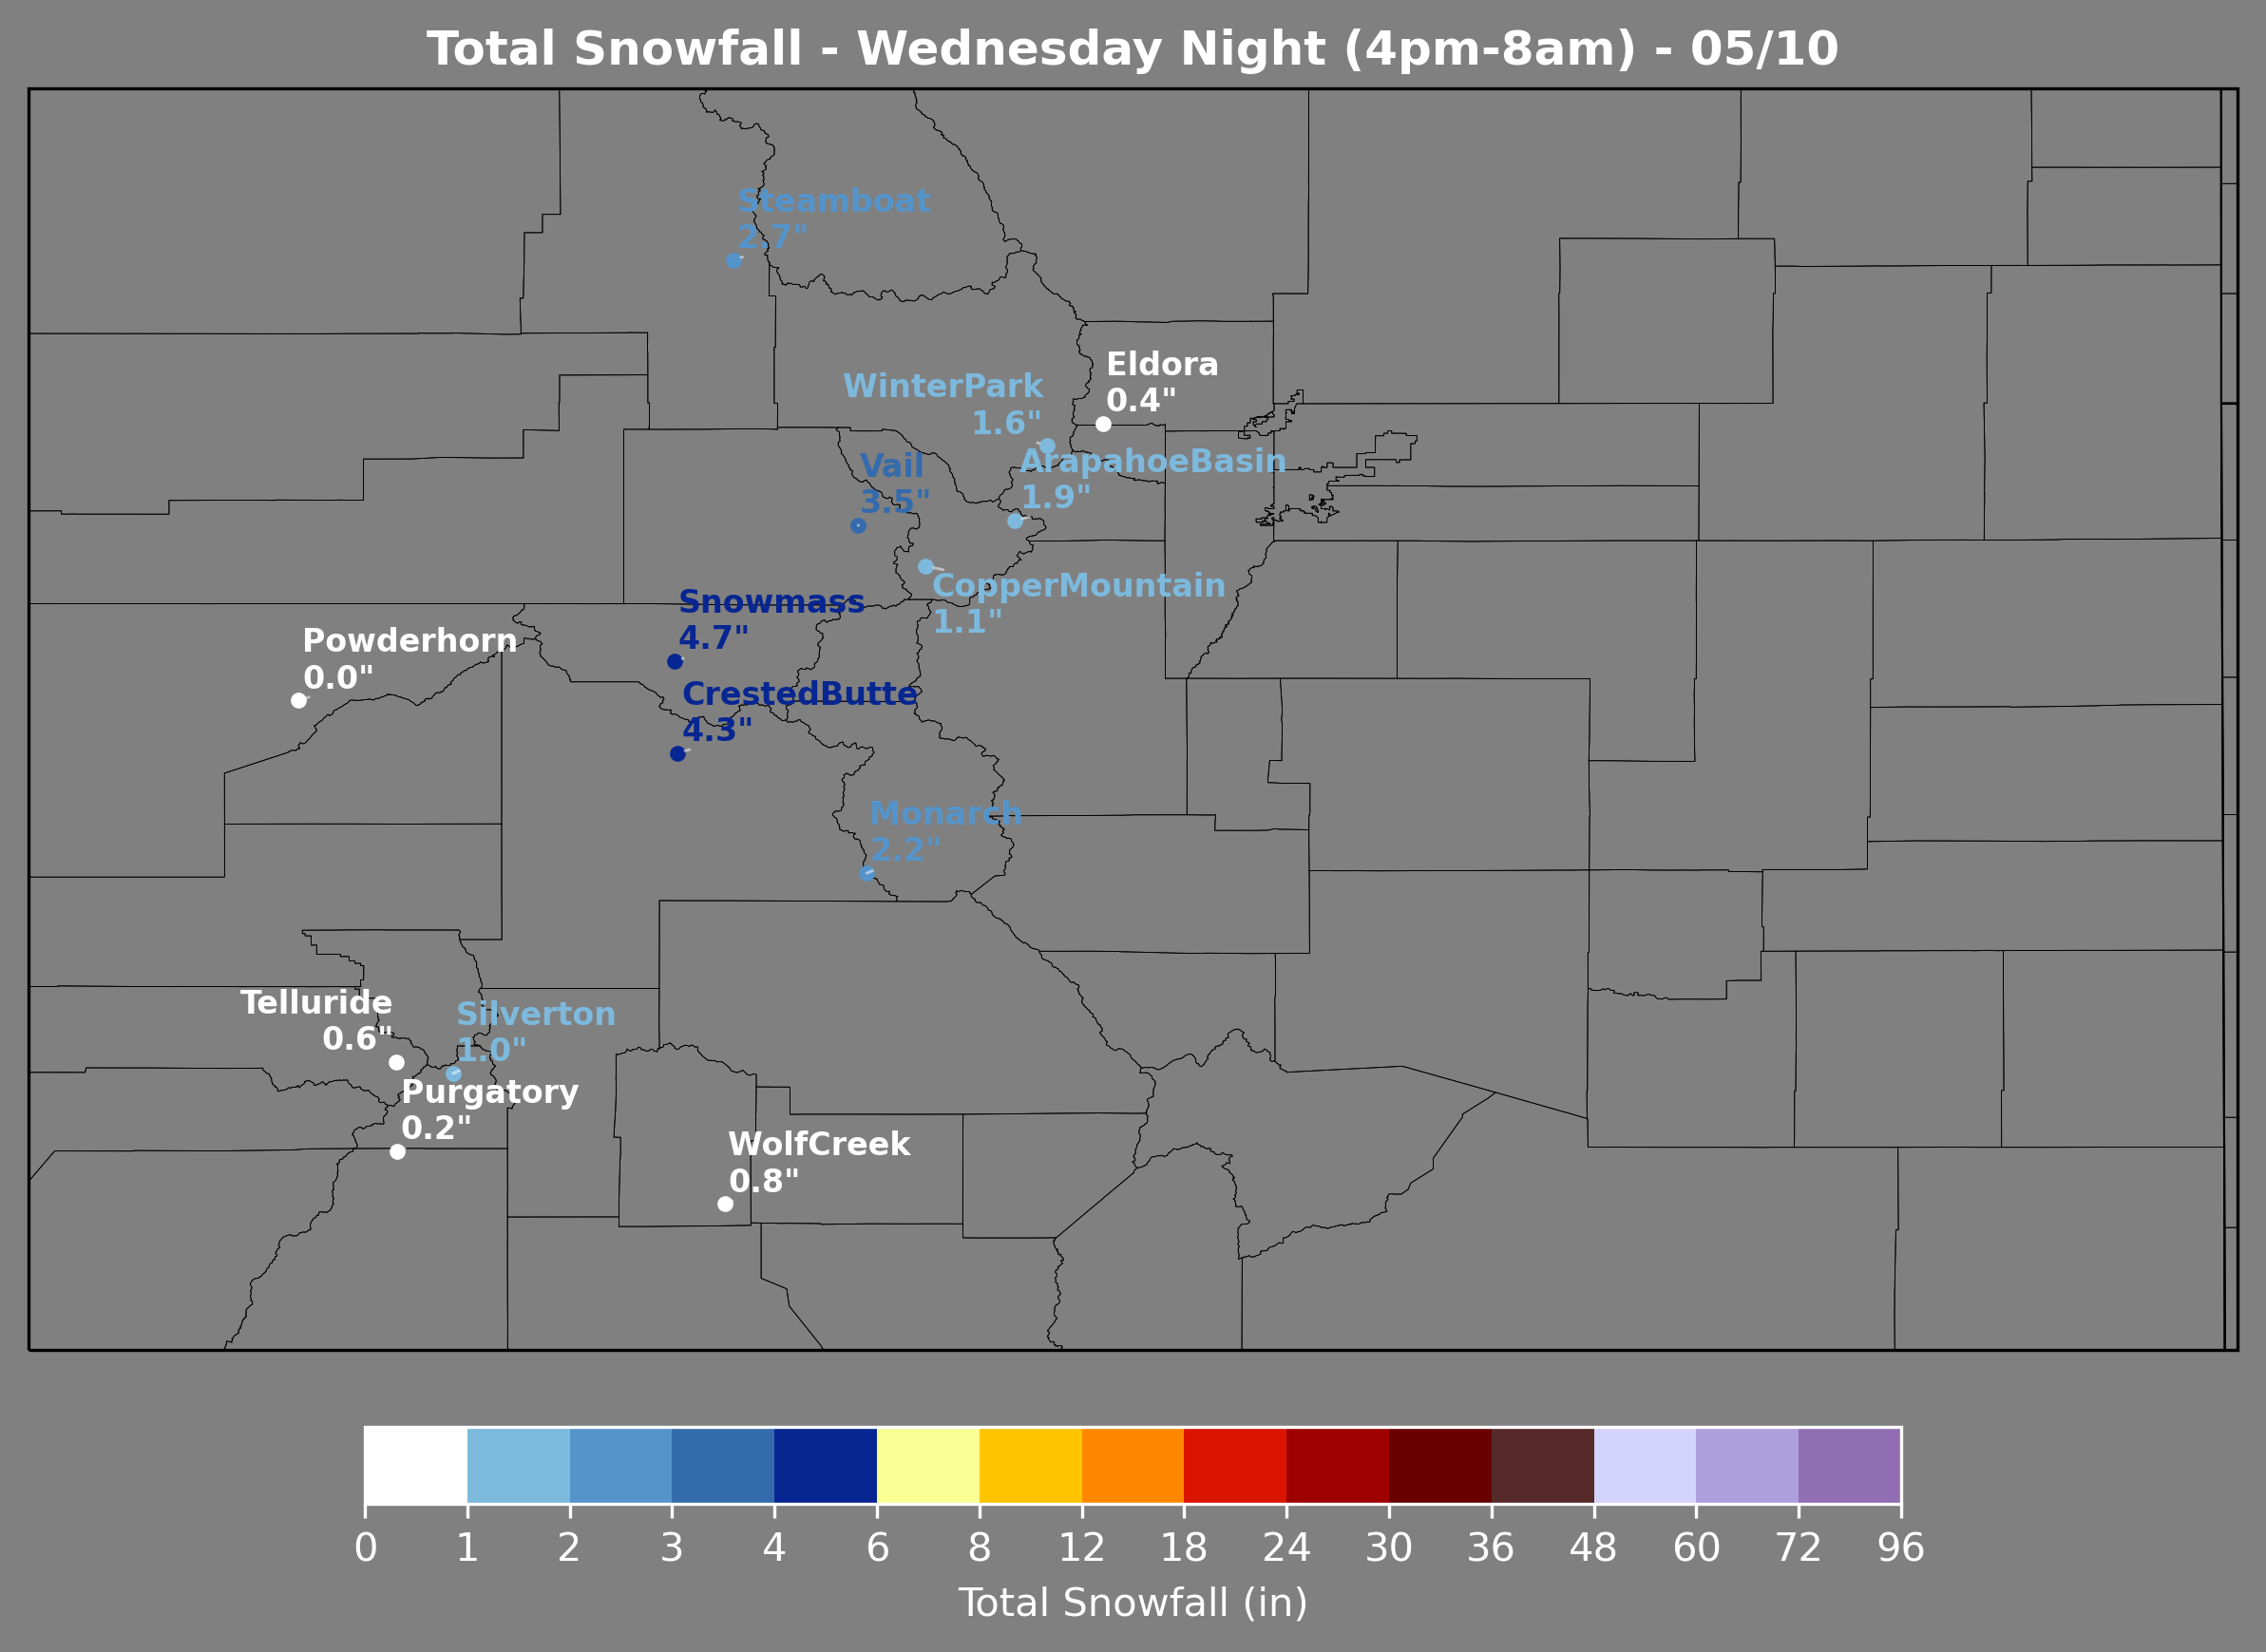 Total Snowfall - Wednesday Night (4pm-8am) - 05/10
Steamboat
2.7"
Eldora
0.4"
WinterPark
1.6"
ArapahoeBasin
1.9"
Vail
3.5"
CopperMountain
1.1"
Snowmass
4.7"
Powderhorn
0.0"
CrestedButte
4.3"
Monarch
2.2"
Telluride
0.6"
Silverton
1.0"
Purgatory
0.2"
WolfCreek
0.8"
0 1 2 3 4 6 8 12 18 24 30 36 48 60 72 96
Total Snowfall (in)